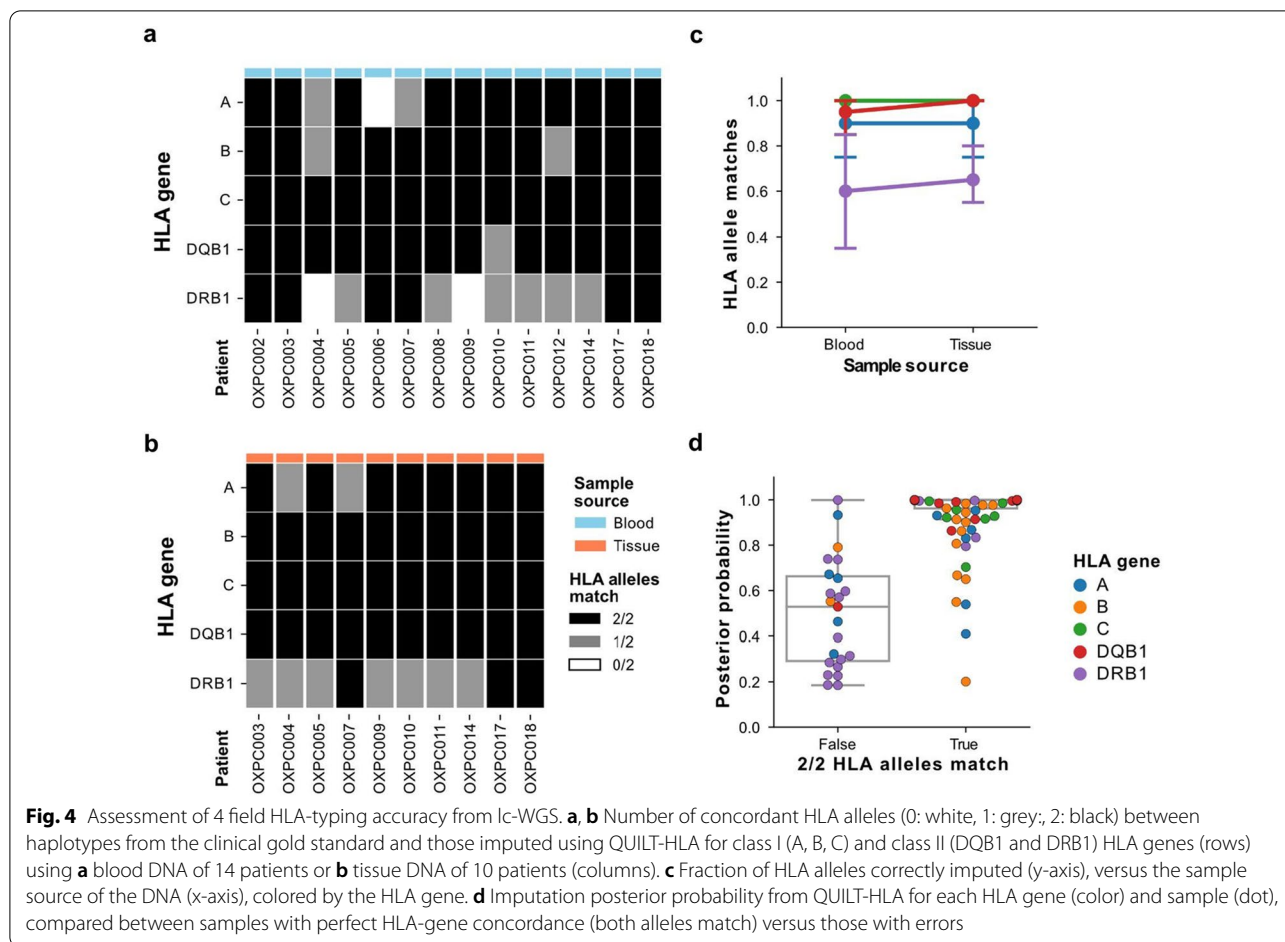 a
HLA gene
A
B
C
DQB1
DRB1
Patient
OXPC002
OXPC003
OXPC004
OXPC005
OXPC006
OXPC007
OXPC008
OXPC009
OXPC010
OXPC011
OXPC012
OXPC014
OXPC017
OXPC018
c
HLA allele matches
1.0
0.8
0.6
0.4
0.2
0.0
Blood
Tissue
Sample source
b
HLA gene
A
B
C
DQB1
DRB1
Patient
OXPC003
OXPC004
OXPC005
OXPC007
OXPC009
OXPC010
OXPC011
OXPC014
OXPC017
OXPC018
Sample
source
Blood
Tissue
HLA alleles
match
2/2
1/2
0/2
d
Posterior probability
1.0
0.8
0.6
0.4
0.2
0.0
False
True
2/2 HLA alleles match
HLA gene
A
B
C
DQB1
DRB1
Fig. 4 Assessment of 4 field HLA-typing accuracy from lc-WGS. a, b Number of concordant HLA alleles (0: white, 1: grey:, 2: black) between
haplotypes from the clinical gold standard and those imputed using QUILT-HLA for class I (A, B, C) and class II (DQB1 and DRB1) HLA genes (rows)
using a blood DNA of 14 patients or b tissue DNA of 10 patients (columns). c Fraction of HLA alleles correctly imputed (y-axis), versus the sample
source of the DNA (x-axis), colored by the HLA gene. d Imputation posterior probability from QUILT-HLA for each HLA gene (color) and sample (dot),
compared between samples with perfect HLA-gene concordance (both alleles match) versus those with errors